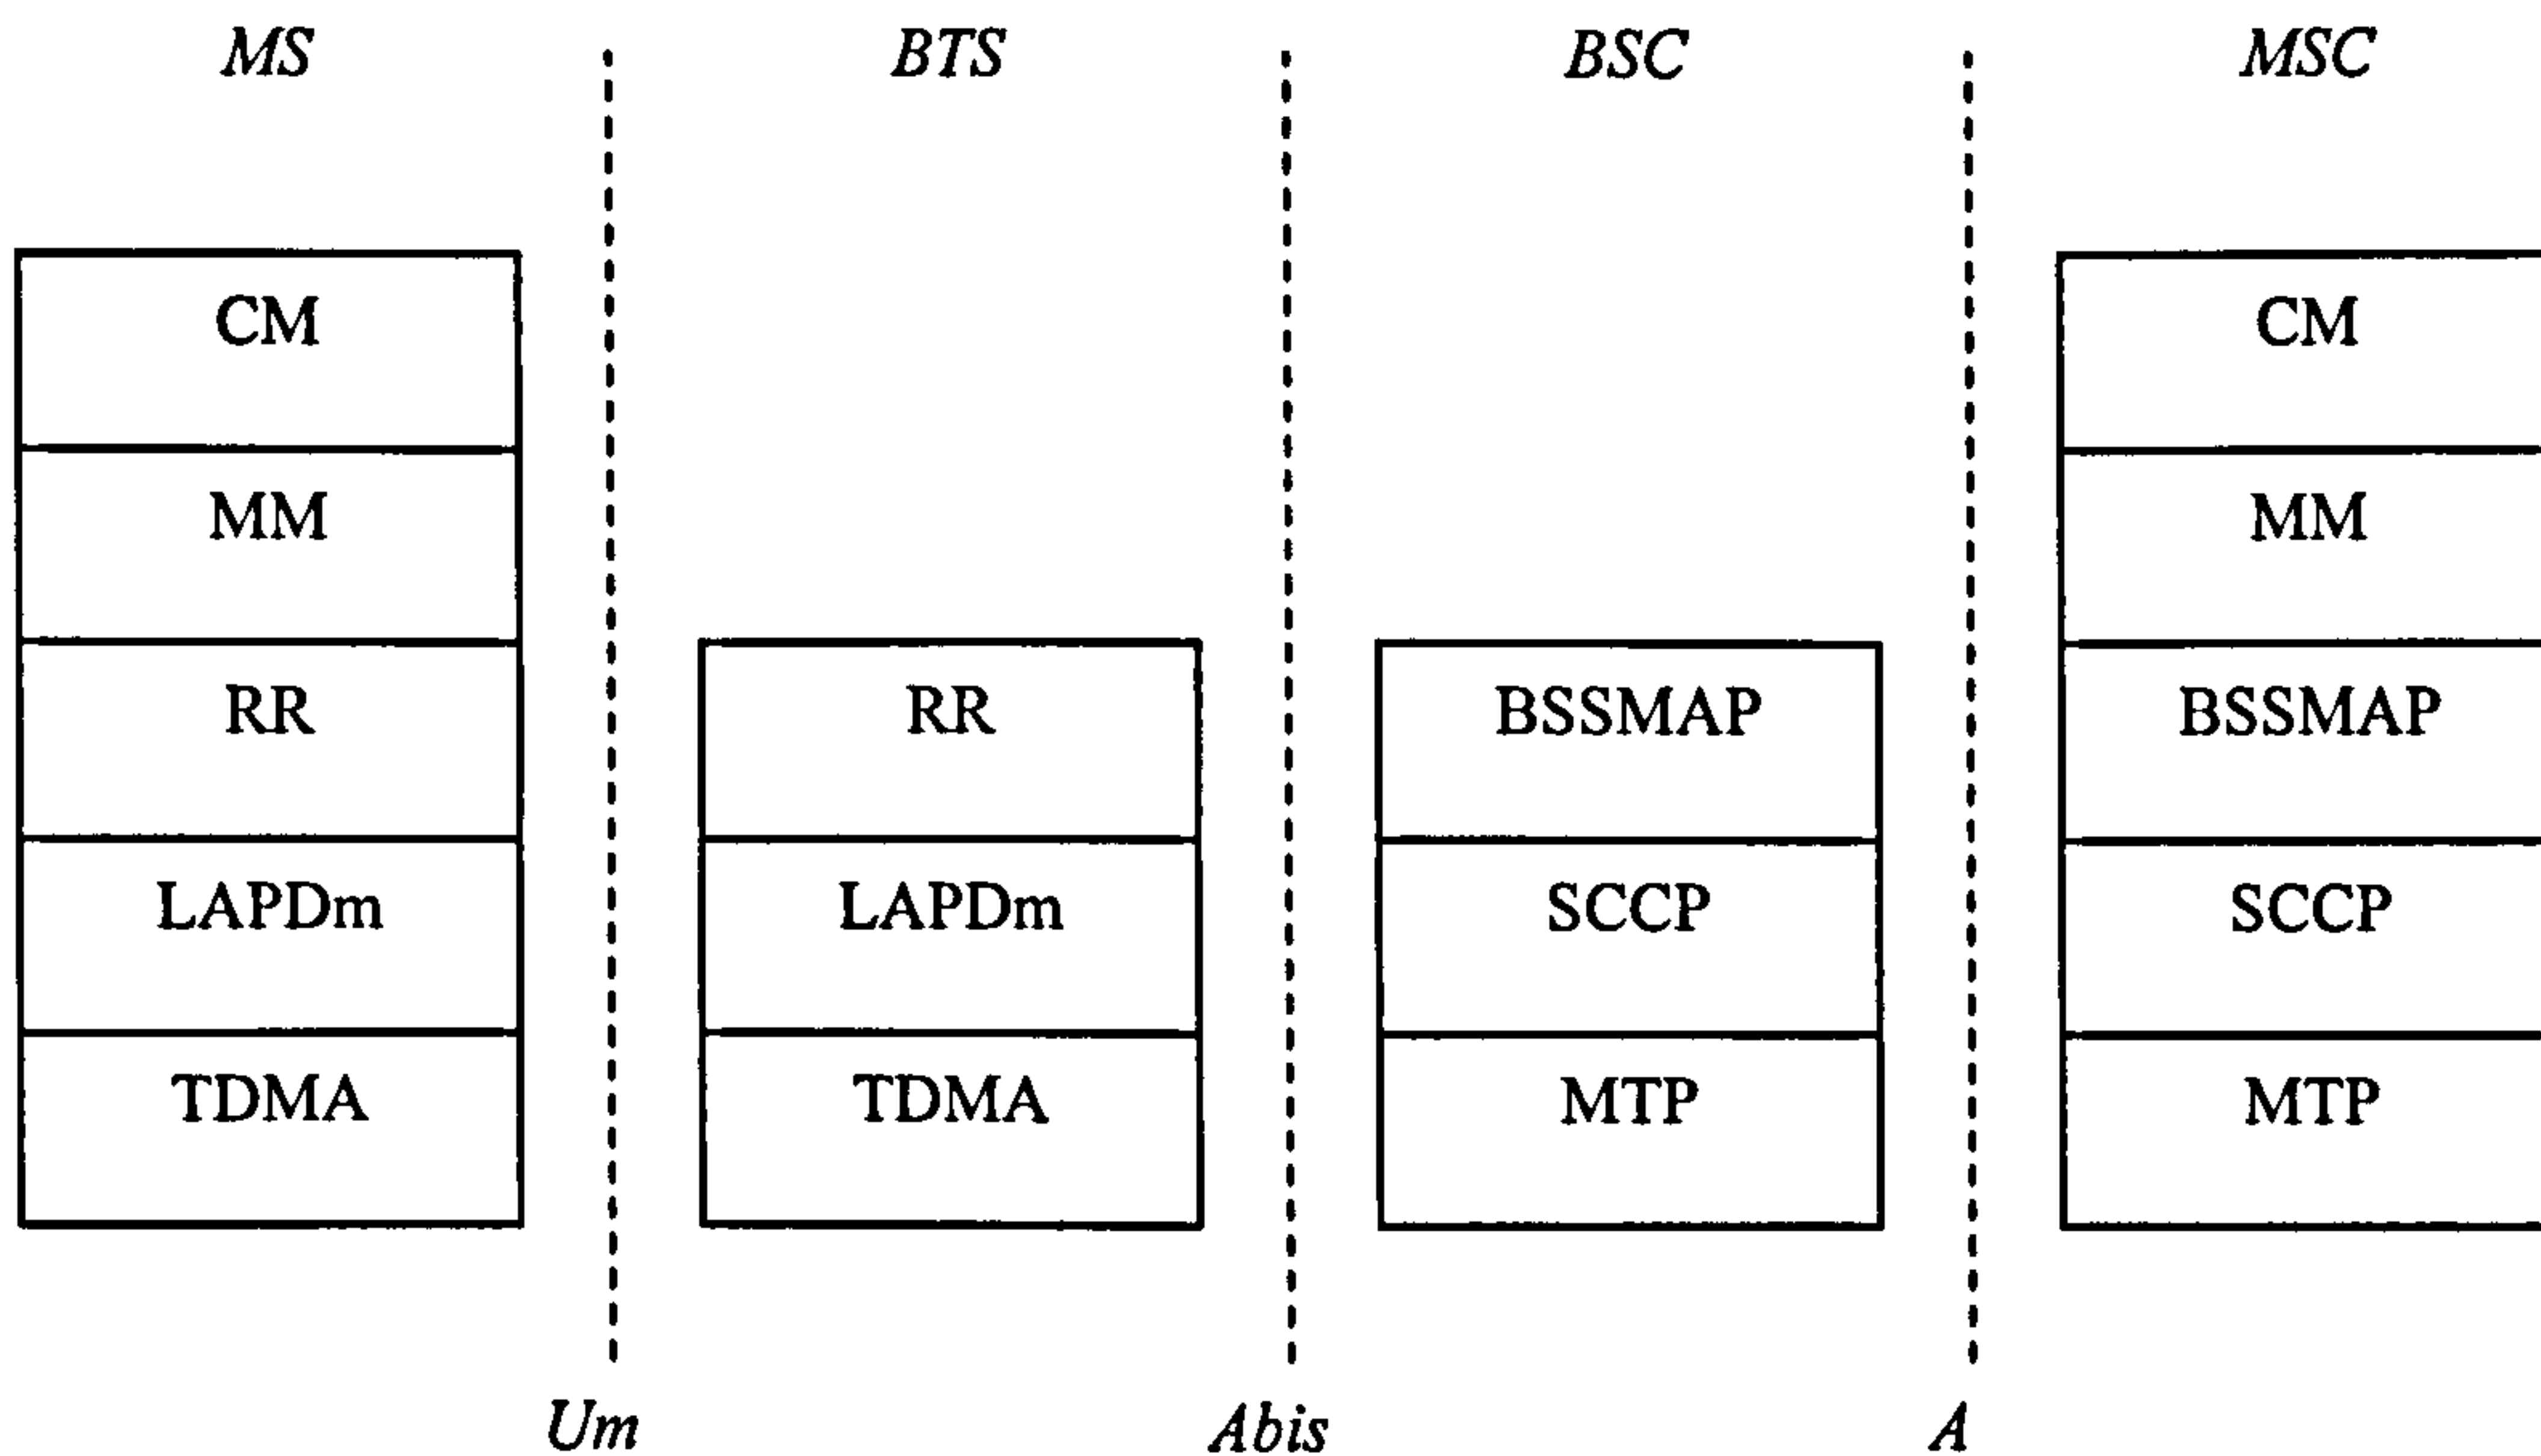 MS BTS BSC MSC
CM CM
MM MM
RR RR BSSMAP BSSMAP
LAPDm LAPDm SCCP SCCP
TDMA TDMA MTP MTP
Um Abis A